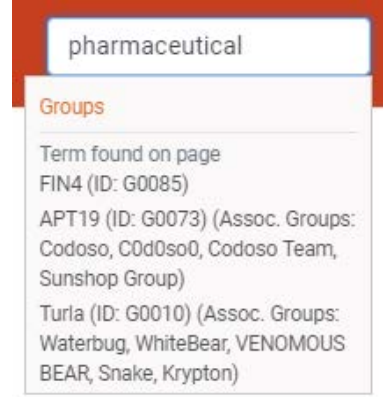 pharmaceutical
Groups
Term found on page
FIN4 (ID: G0085)
APT19 (ID: G0073) (Assoc. Groups:
Codoso, C0d0so0, Codoso Team,
Sunshop Group)
Turla (ID: G0010) (Assoc. Groups:
Waterbug, WhiteBear, VENOMOUS
BEAR, Snake, Krypton)